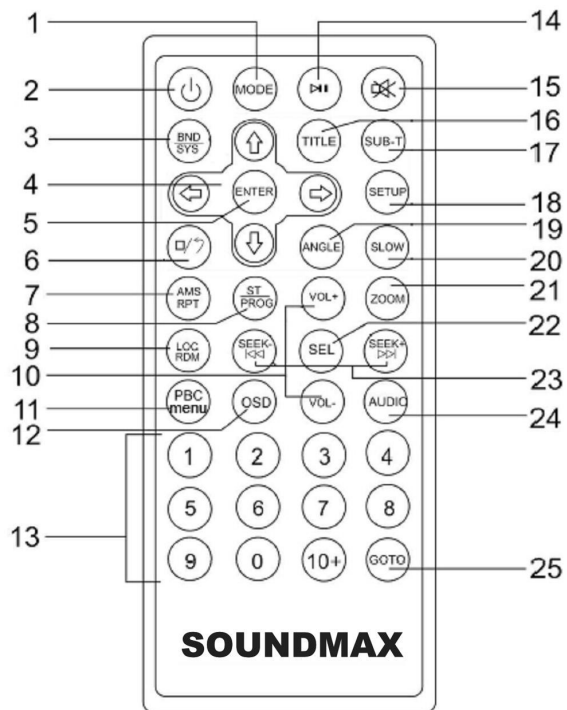 1
14
2
MODE
15
3
BND
SYS
TITLE
SUB-T
16
17
4
ENTER
SETUP
5
18
6
ANGLE
SLOW
19
20
7
AMS
RPT
ST
PROG
VOL+
ZOOM
21
8
22
9
LOC
RDM
SEEK-
SEL
SEEK+
10
23
11
PBC
menu
OSD
VOL-
AUDIO
24
12
1 2 3 4
13
5 6 7 8
9 0 10+ GOTO
25
SOUNDMAX